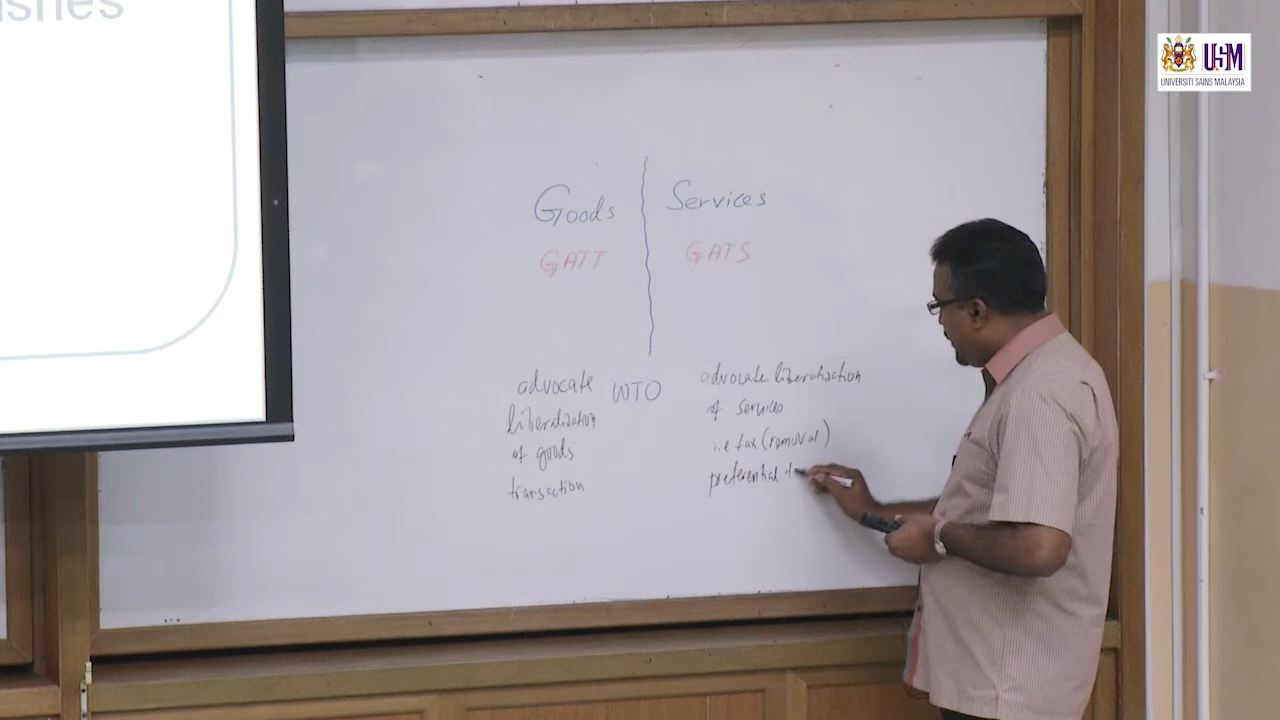 Goods
Services
GATT
GATS
WTO
advocate
liberalization
of goods
transaction
advocate liberalisation
of services
i.e tax (removal)
preferential t
USM
UNIVERSITI SAINS MALAYSIA